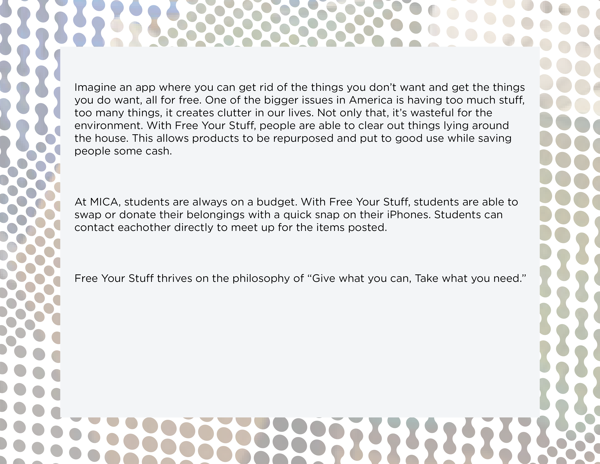 Imagine an app where you can get rid of the things you don’t want and get the things
you do want, all for free. One of the bigger issues in America is having too much stuff,
too many things, it creates clutter in our lives. Not only that, it’s wasteful for the
environment. With Free Your Stuff, people are able to clear out things lying around
the house. This allows products to be repurposed and put to good use while saving
people some cash.
At MICA, students are always on a budget. With Free Your Stuff, students are able to
swap or donate their belongings with a quick snap on their iPhones. Students can
contact eachother directly to meet up for the items posted.
Free Your Stuff thrives on the philosophy of “Give what you can, Take what you need.”